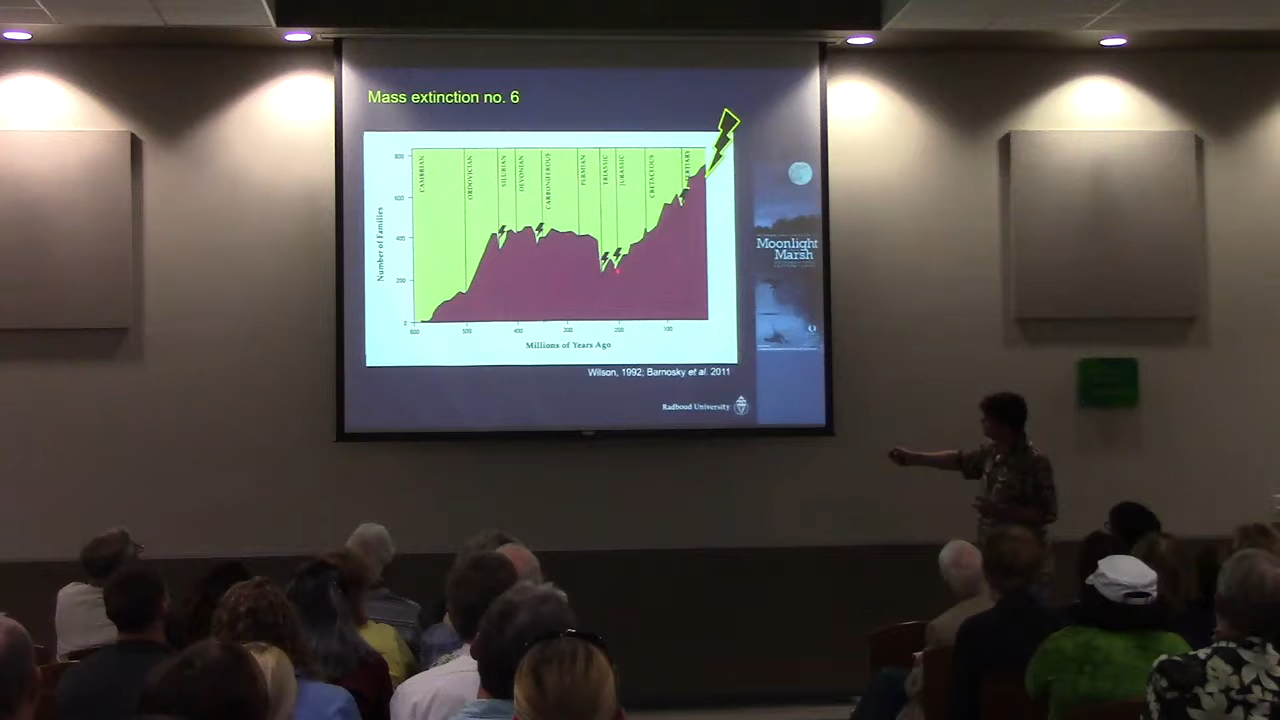 Mass extinction no. 6
800
600
400
200
0
Number of Families
CAMBRIAN
ORDOVICIAN
SILURIAN
DEVONIAN
CARBONIFEROUS
PERMIAN
TRIASSIC
JURASSIC
CRETACEOUS
TERTIARY
600 500 400 300 200 100
Millions of Years Ago
Wilson, 1992; Barnosky et al. 2011
Radboud University
Moonlight
Marsh